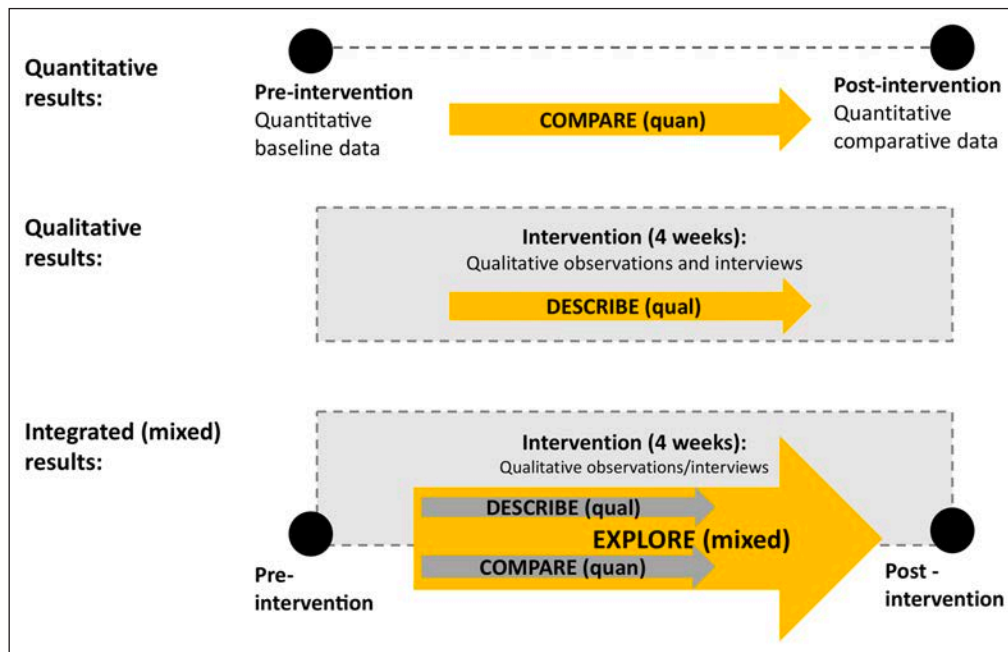 Quantitative
results:
Pre-intervention
Quantitative
baseline data
COMPARE (quan)
Post-intervention
Quantitative
comparative data
Qualitative
results:
Intervention (4 weeks):
Qualitative observations and interviews
DESCRIBE (qual)
Integrated (mixed)
results:
Intervention (4 weeks):
Qualitative observations/interviews
DESCRIBE (qual)
EXPLORE (mixed)
COMPARE (quan)
Pre-
intervention
Post -
intervention